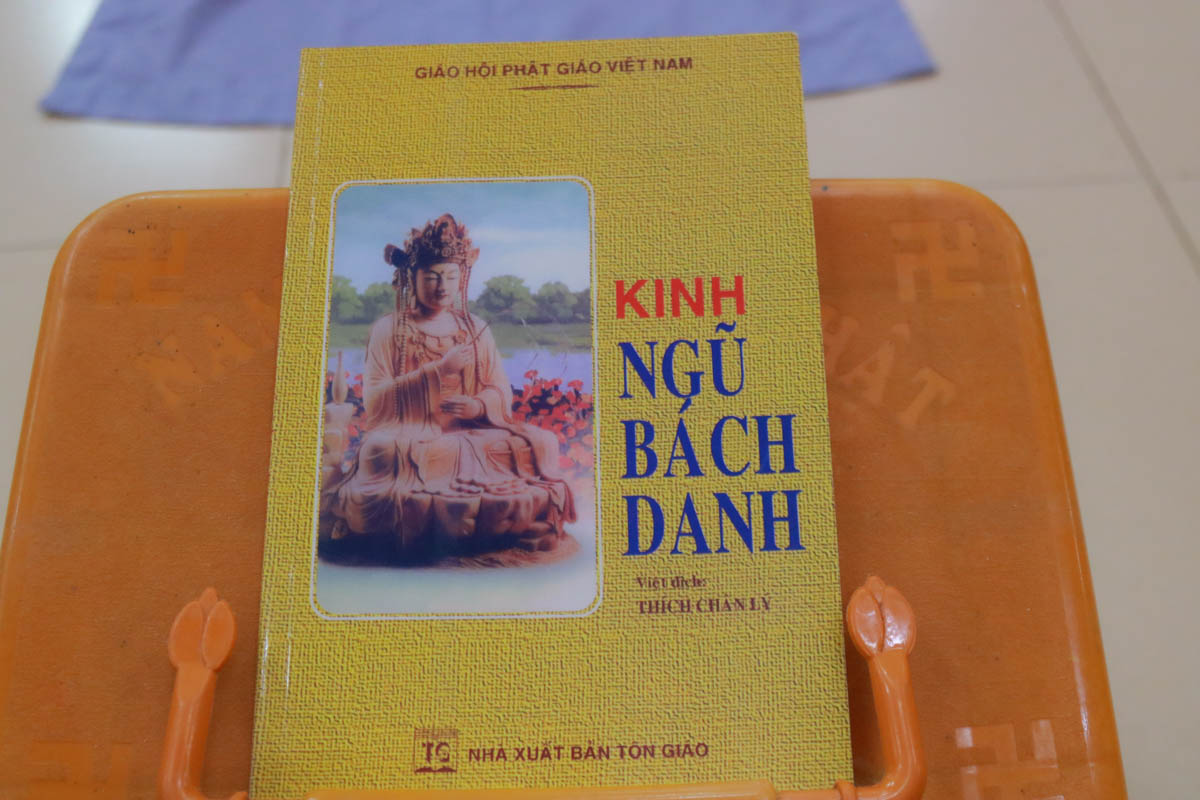 GIÁO HỘI PHẬT GIÁO VIỆT NAM
KINH
NGŨ
BÁCH
DANH
Việt dịch:
THÍCH CHÂN LÝ
TG
NHÀ XUẤT BẢN TÔN GIÁO